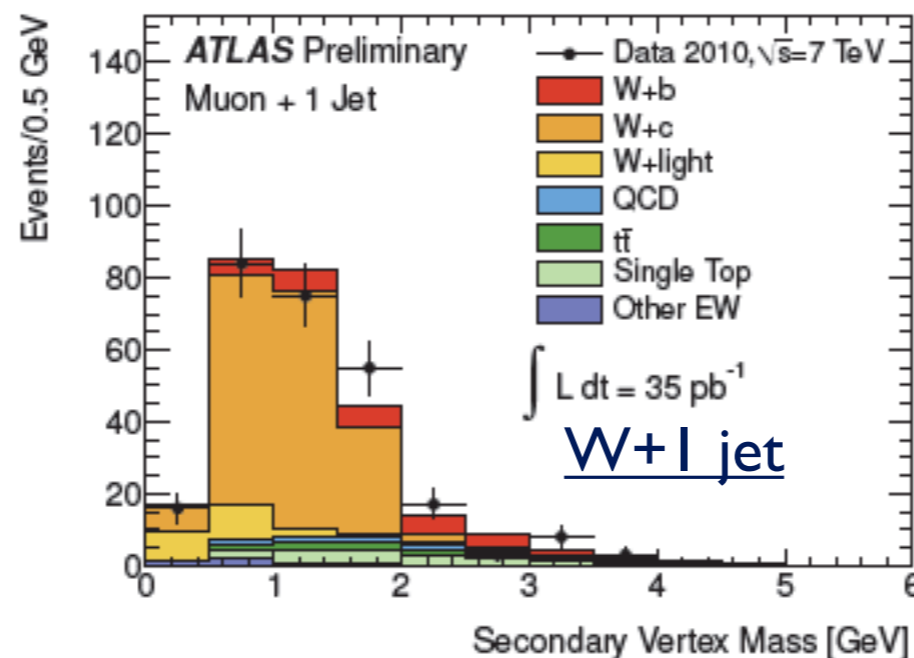 Events/0.5 GeV
140
120
100
80
60
40
20
0
ATLAS Preliminary
Muon + 1 Jet
Data 2010,√s=7 TeV
W+b
W+c
W+light
QCD
tt̄
Single Top
Other EW
∫ L dt = 35 pb⁻¹
W+1 jet
0 1 2 3 4 5 6
Secondary Vertex Mass [GeV]